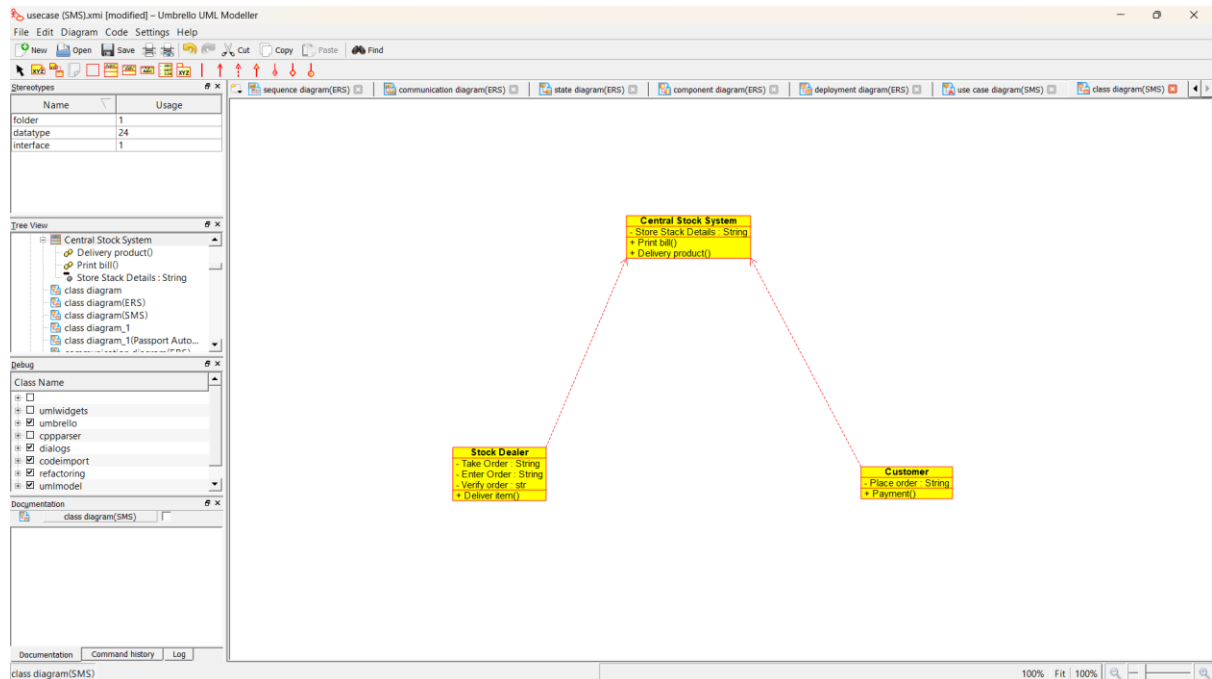 usecase (SMS).xmi [modified] – Umbrello UML Modeller
File Edit Diagram Code Settings Help
New Open Save Cut Copy Paste Find
Stereotypes
sequence diagram(ERS) communication diagram(ERS) state diagram(ERS) component diagram(ERS) deployment diagram(ERS) use case diagram(SMS) class diagram(SMS)
Name Usage
folder 1
datatype 24
interface 1
Tree View
Central Stock System
Delivery product()
Print bill()
Store Stack Details : String
class diagram
class diagram(ERS)
class diagram(SMS)
class diagram_1
class diagram_1(Passport Auto...
Debug
Class Name
umlwidgets
umbrello
cppparser
dialogs
codeimport
refactoring
umlmodel
Documentation
class diagram(SMS)
Central Stock System
- Store Stack Details : String
+ Print bill()
+ Delivery product()
Stock Dealer
- Take Order : String
- Enter Order : String
- Verify order : str
+ Deliver item()
Customer
- Place order : String
+ Payment()
Documentation Command history Log
class diagram(SMS)
100% Fit 100%